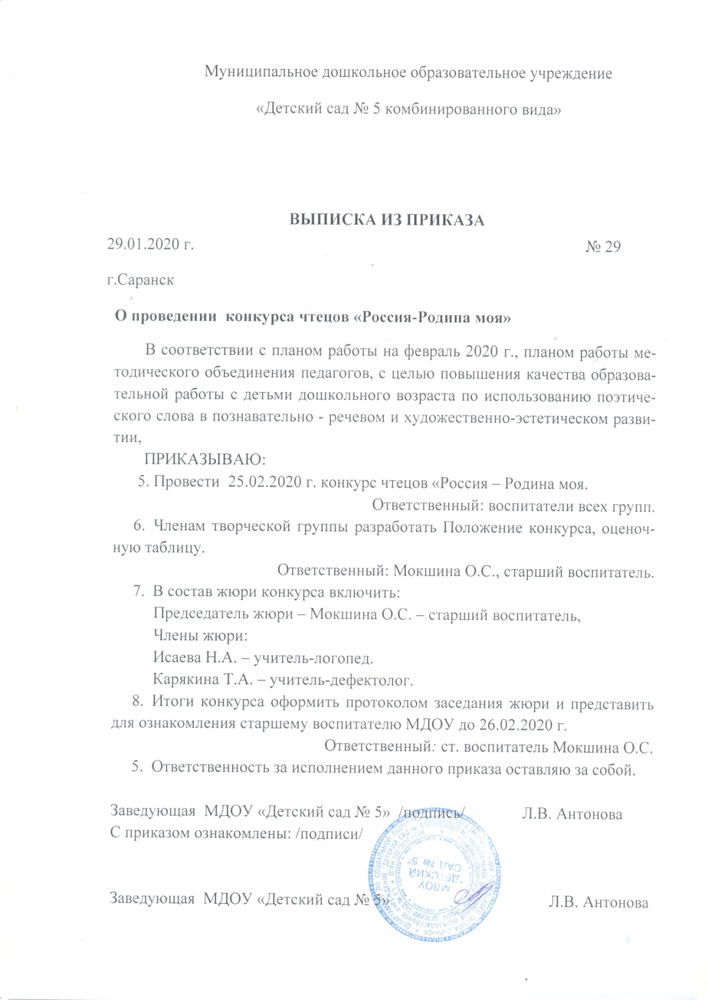 Муниципальное дошкольное образовательное учреждение
«Детский сад № 5 комбинированного вида»
ВЫПИСКА ИЗ ПРИКАЗА
29.01.2020 г. № 29
г.Саранск
О проведении конкурса чтецов «Россия-Родина моя»
В соответствии с планом работы на февраль 2020 г., планом работы ме-
тодического объединения педагогов, с целью повышения качества образова-
тельной работы с детьми дошкольного возраста по использованию поэтиче-
ского слова в познавательно - речевом и художественно-эстетическом разви-
тии,
ПРИКАЗЫВАЮ:
5. Провести 25.02.2020 г. конкурс чтецов «Россия – Родина моя.
Ответственный: воспитатели всех групп.
6. Членам творческой группы разработать Положение конкурса, оценоч-
ную таблицу.
Ответственный: Мокшина О.С., старший воспитатель.
7. В состав жюри конкурса включить:
Председатель жюри – Мокшина О.С. – старший воспитатель,
Члены жюри:
Исаева Н.А. – учитель-логопед.
Карякина Т.А. – учитель-дефектолог.
8. Итоги конкурса оформить протоколом заседания жюри и представить
для ознакомления старшему воспитателю МДОУ до 26.02.2020 г.
Ответственный: ст. воспитатель Мокшина О.С.
5. Ответственность за исполнением данного приказа оставляю за собой.
Заведующая МДОУ «Детский сад № 5» /подпись/ Л.В. Антонова
С приказом ознакомлены: /подписи/
Заведующая МДОУ «Детский сад № 5» Л.В. Антонова
МДОУ
"ДЕТСКИЙ
САД № 5"